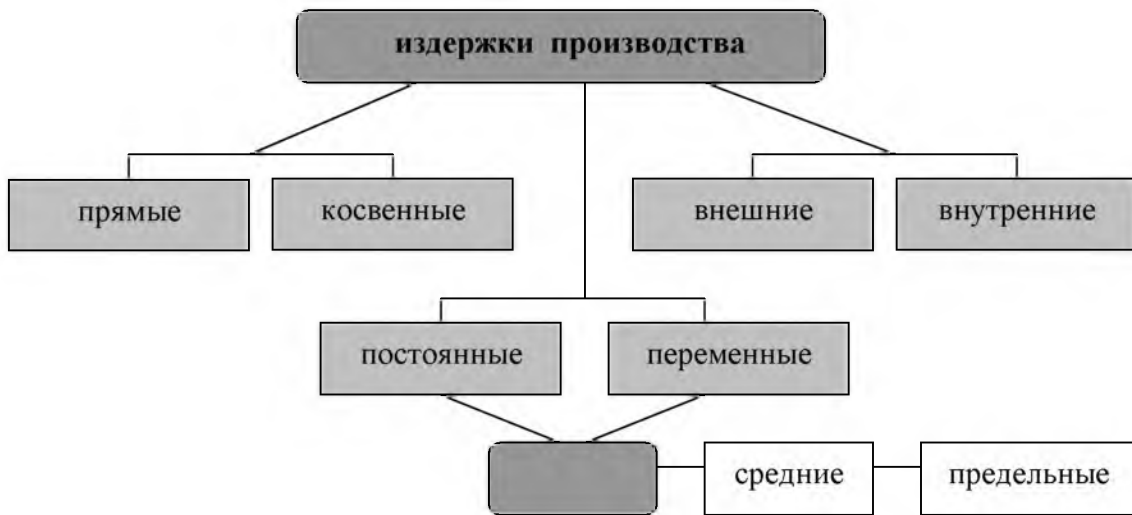 издержки производства
прямые
косвенные
внешние
внутренние
постоянные
переменные
средние
предельные